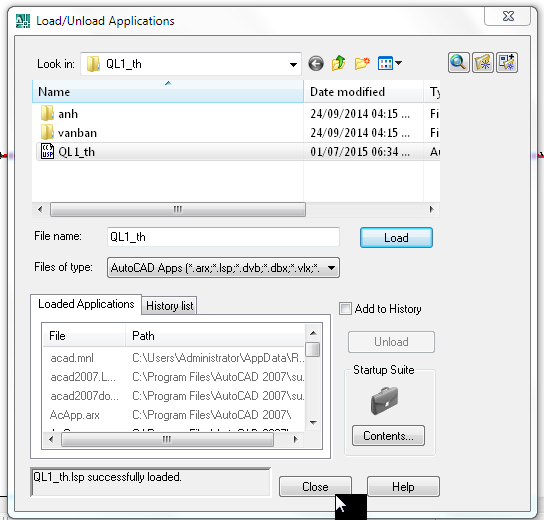 Load/Unload Applications
Look in: QL1_th
Name Date modified Ty
anh 24/09/2014 04:15 ... Fi
vanban 24/09/2014 04:15 ... Fi
QL1_th 01/07/2015 06:34 ... Au
File name: QL1_th Load
Files of type: AutoCAD Apps (*.arx;*.lsp;*.dvb;*.dbx;*.vlx;*.
Loaded Applications History list
Add to History
File Path
Unload
acad.mnl C:\Users\Administrator\AppData\R...
acad2007.L... C:\Program Files\AutoCAD 2007\su...
Startup Suite
acad2007do... C:\Program Files\AutoCAD 2007\su...
AcApp.arx C:\Program Files\AutoCAD 2007\
Contents...
QL1_th.lsp successfully loaded.
Close Help